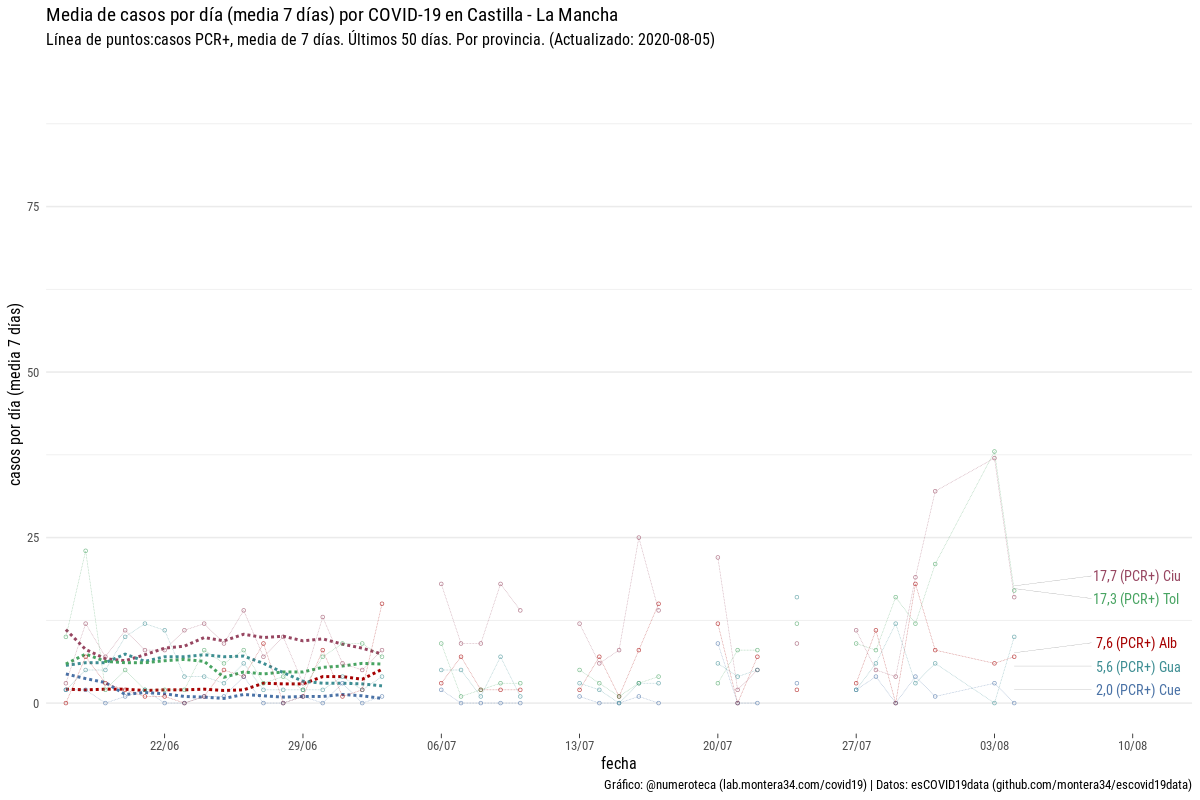 Media de casos por día (media 7 días) por COVID-19 en Castilla - La Mancha
Línea de puntos:casos PCR+, media de 7 días. Últimos 50 días. Por provincia. (Actualizado: 2020-08-05)
casos por día (media 7 días)
75
50
25
0
17,7 (PCR+) Ciu
17,3 (PCR+) Tol
7,6 (PCR+) Alb
5,6 (PCR+) Gua
2,0 (PCR+) Cue
22/06
29/06
06/07
13/07
20/07
27/07
03/08
10/08
fecha
Gráfico: @numeroteca (lab.montera34.com/covid19) | Datos: esCOVID19data (github.com/montera34/escovid19data)